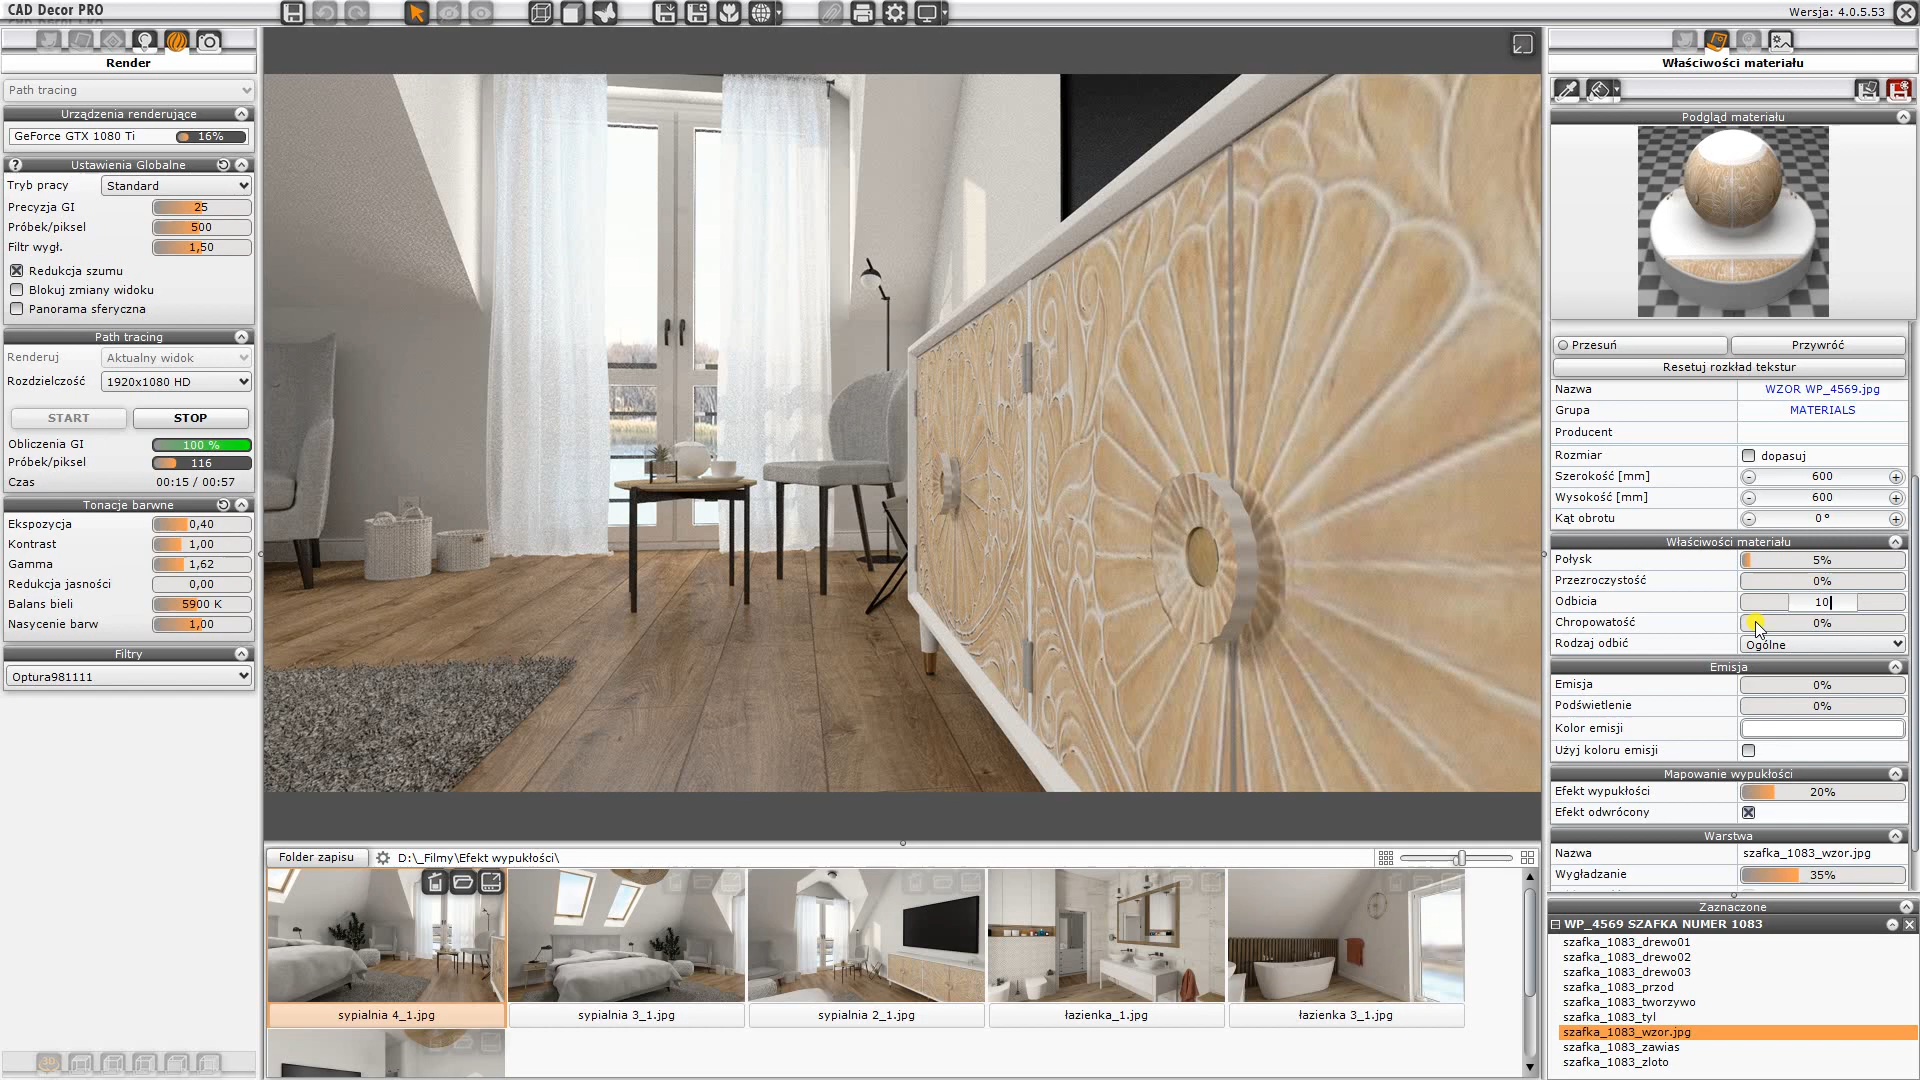 CAD Decor PRO
Wersja: 4.0.5.53
Render
Path tracing
Urządzenia renderujące
GeForce GTX 1080 Ti 16%
Ustawienia Globalne
Tryb pracy Standard
Precyzja GI 25
Próbek/piksel 500
Filtr wygł. 1,50
Redukcja szumu
Blokuj zmiany widoku
Panorama sferyczna
Path tracing
Renderuj Aktualny widok
Rozdzielczość 1920x1080 HD
START STOP
Obliczenia GI 100 %
Próbek/piksel 116
Czas 00:15 / 00:57
Tonacje barwne
Ekspozycja 0,40
Kontrast 1,00
Gamma 1,62
Redukcja jasności 0,00
Balans bieli 5900 K
Nasycenie barw 1,00
Filtry
Optura981111
3D
Folder zapisu D:\_Filmy\Efekt wypukłości\
sypialnia 4_1.jpg
sypialnia 3_1.jpg
sypialnia 2_1.jpg
łazienka_1.jpg
łazienka 3_1.jpg
Właściwości materiału
Podgląd materiału
Przesuń Przywróć
Resetuj rozkład tekstur
Nazwa WZOR WP_4569.jpg
Grupa MATERIALS
Producent
Rozmiar dopasuj
Szerokość [mm] - 600 +
Wysokość [mm] - 600 +
Kąt obrotu - 0° +
Właściwości materiału
Połysk 5%
Przezroczystość 0%
Odbicia 10
Chropowatość 0%
Rodzaj odbić Ogólne
Emisja
Emisja 0%
Podświetlenie 0%
Kolor emisji
Użyj koloru emisji
Mapowanie wypukłości
Efekt wypukłości 20%
Efekt odwrócony
Warstwa
Nazwa szafka_1083_wzor.jpg
Wygładzanie 35%
Zaznaczone
WP_4569 SZAFKA NUMER 1083
szafka_1083_drewo01
szafka_1083_drewo02
szafka_1083_drewo03
szafka_1083_przod
szafka_1083_tworzywo
szafka_1083_tyl
szafka_1083_wzor.jpg
szafka_1083_zawias
szafka_1083_zloto